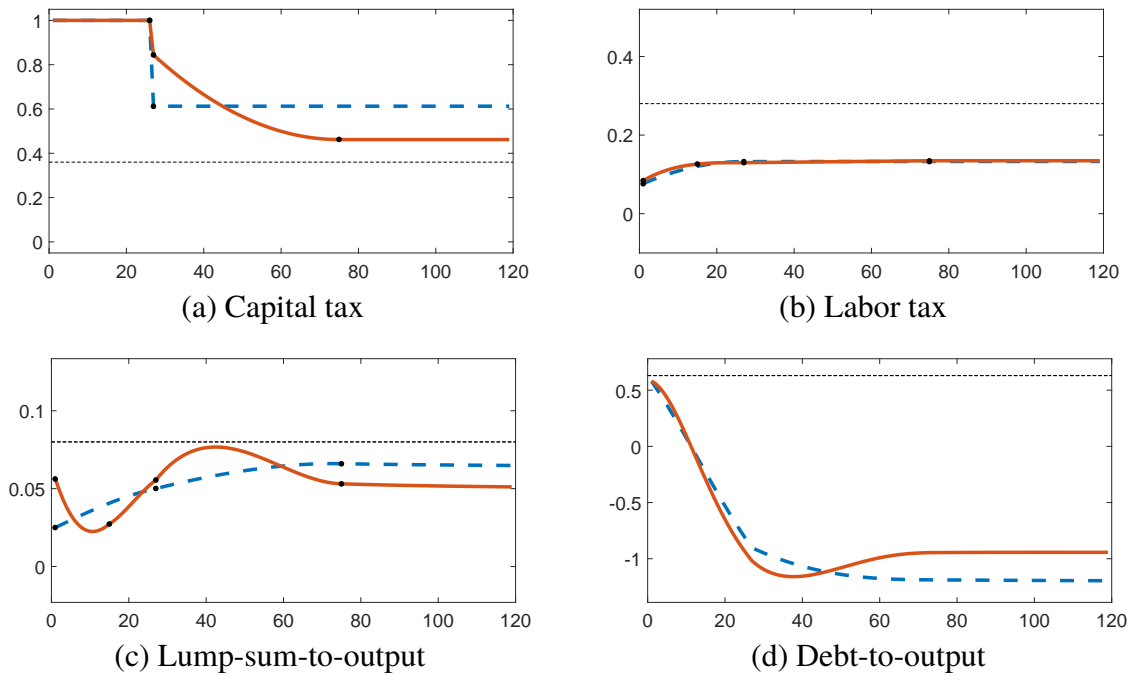 1
0.8
0.6
0.4
0.2
0
0 20 40 60 80 100 120
(a) Capital tax
0.4
0.2
0
0 20 40 60 80 100 120
(b) Labor tax
0.1
0.05
0
0 20 40 60 80 100 120
(c) Lump-sum-to-output
0.5
0
-0.5
-1
0 20 40 60 80 100 120
(d) Debt-to-output